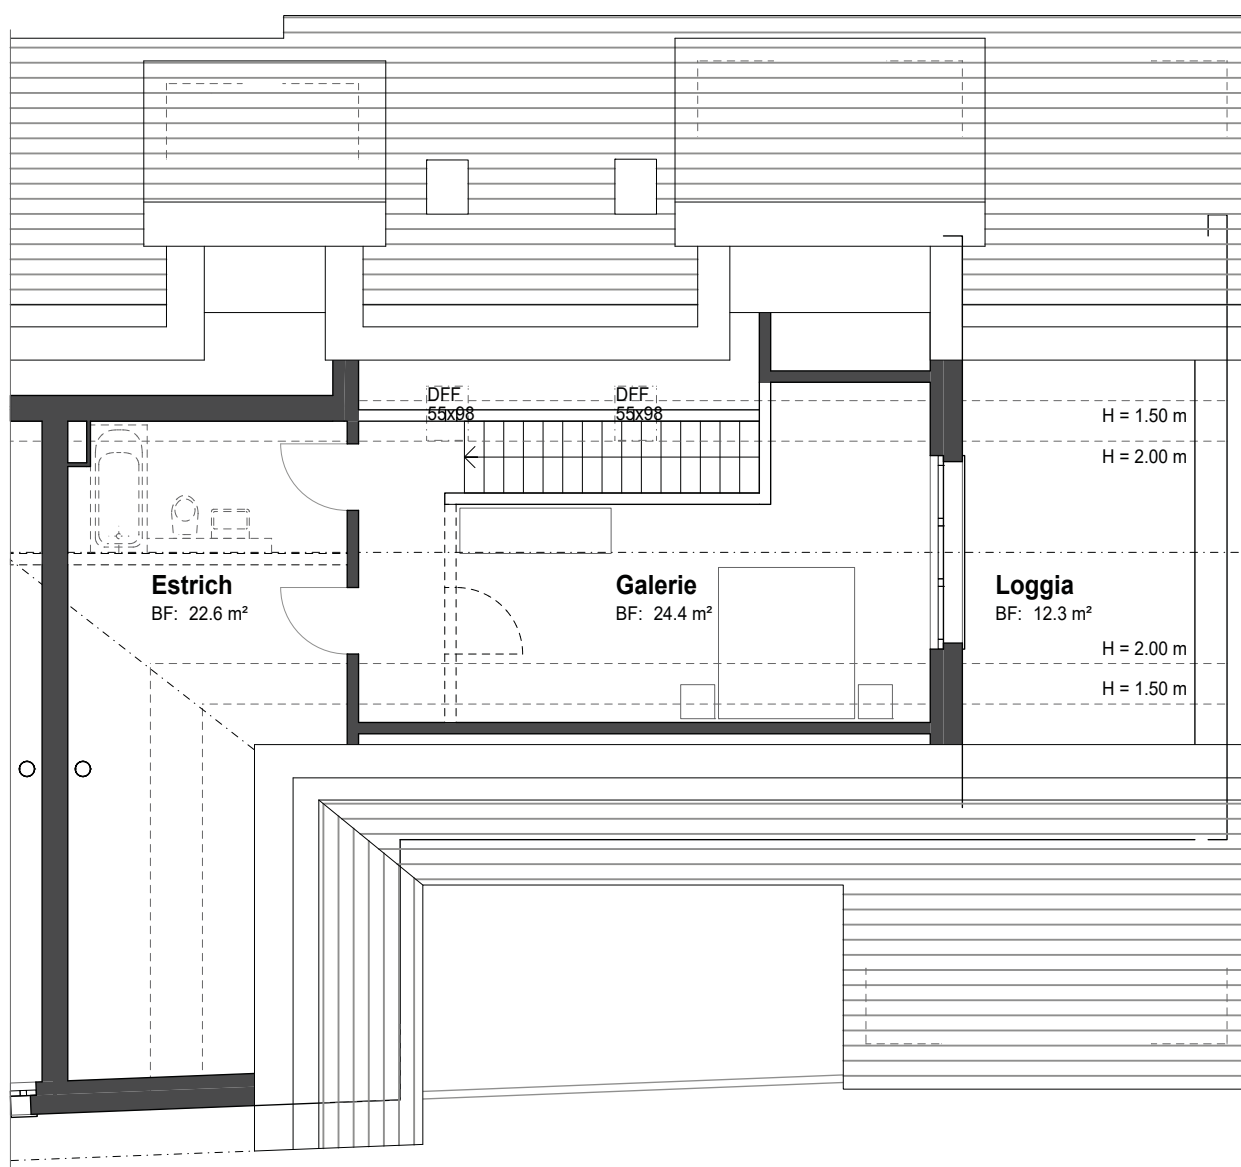 DFF
55x98
DFF
55x98
H = 1.50 m
H = 2.00 m
Estrich
BF: 22.6 m²
Galerie
BF: 24.4 m²
Loggia
BF: 12.3 m²
H = 2.00 m
H = 1.50 m